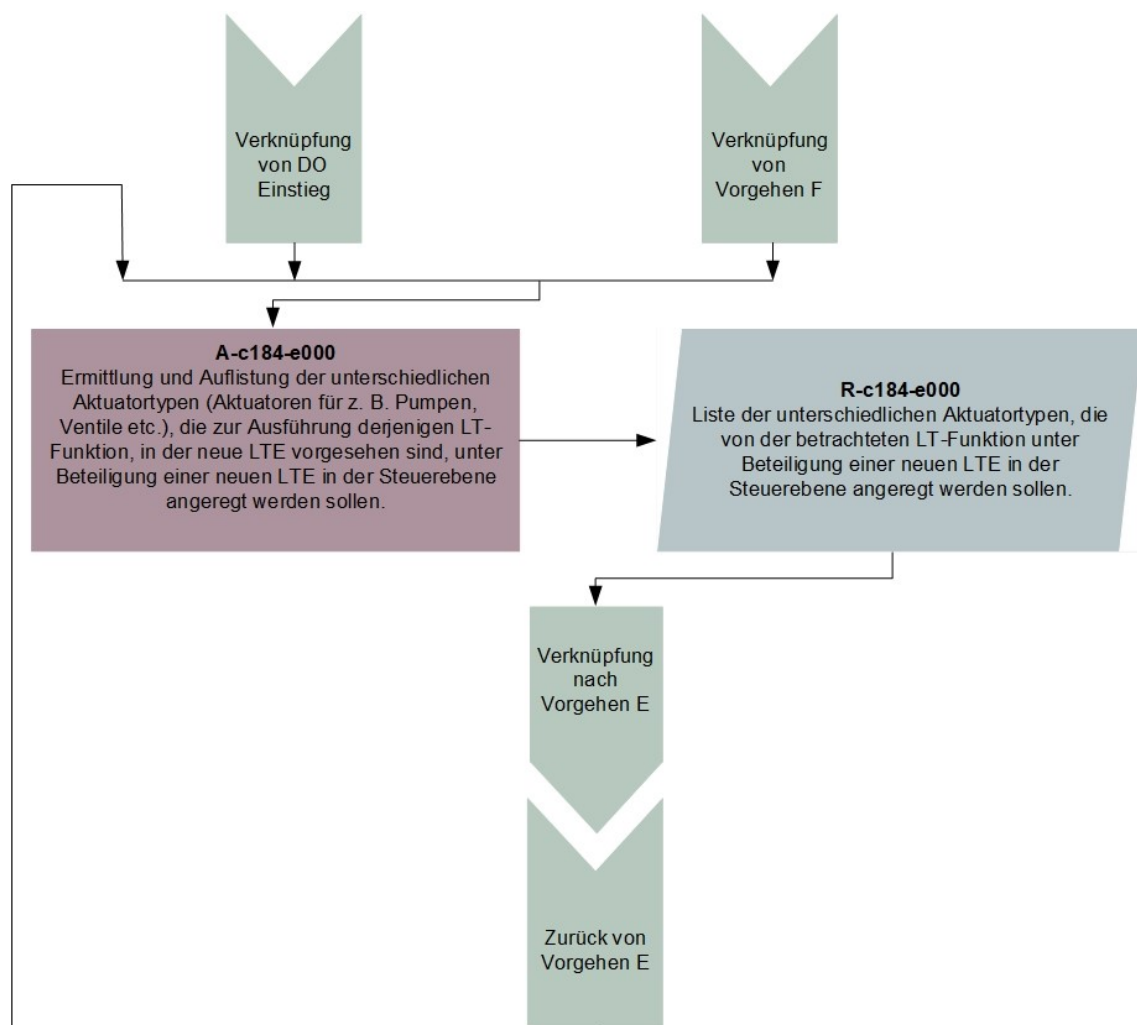 Verknüpfung
von DO
Einstieg
Verknüpfung
von
Vorgehen F
A-c184-e000
Ermittlung und Auflistung der unterschiedlichen
Aktuatortypen (Aktuatoren für z. B. Pumpen,
Ventile etc.), die zur Ausführung derjenigen LT-
Funktion, in der neue LTE vorgesehen sind, unter
Beteiligung einer neuen LTE in der Steuerebene
angeregt werden sollen.
R-c184-e000
Liste der unterschiedlichen Aktuatortypen, die
von der betrachteten LT-Funktion unter
Beteiligung einer neuen LTE in der
Steuerebene angeregt werden sollen.
Verknüpfung
nach
Vorgehen E
Zurück von
Vorgehen E